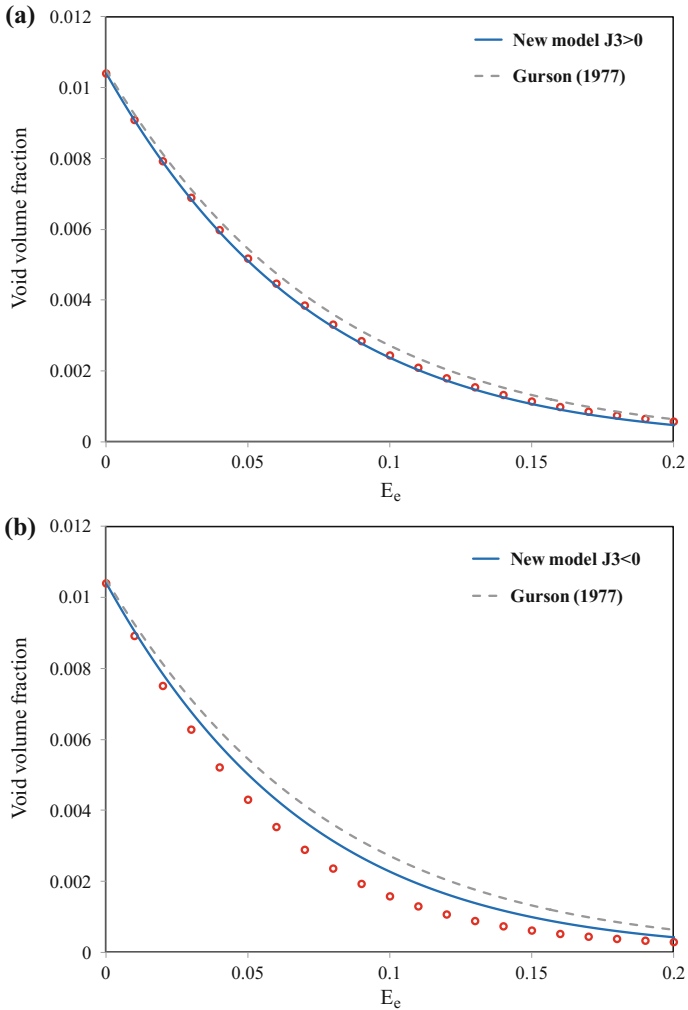 (a)
0.012
0.01
0.008
0.006
0.004
0.002
0
Void volume fraction
New model J3>0
Gurson (1977)
0 0.05 0.1 0.15 0.2
E_e
(b)
0.012
0.01
0.008
0.006
0.004
0.002
0
Void volume fraction
New model J3<0
Gurson (1977)
0 0.05 0.1 0.15 0.2
E_e